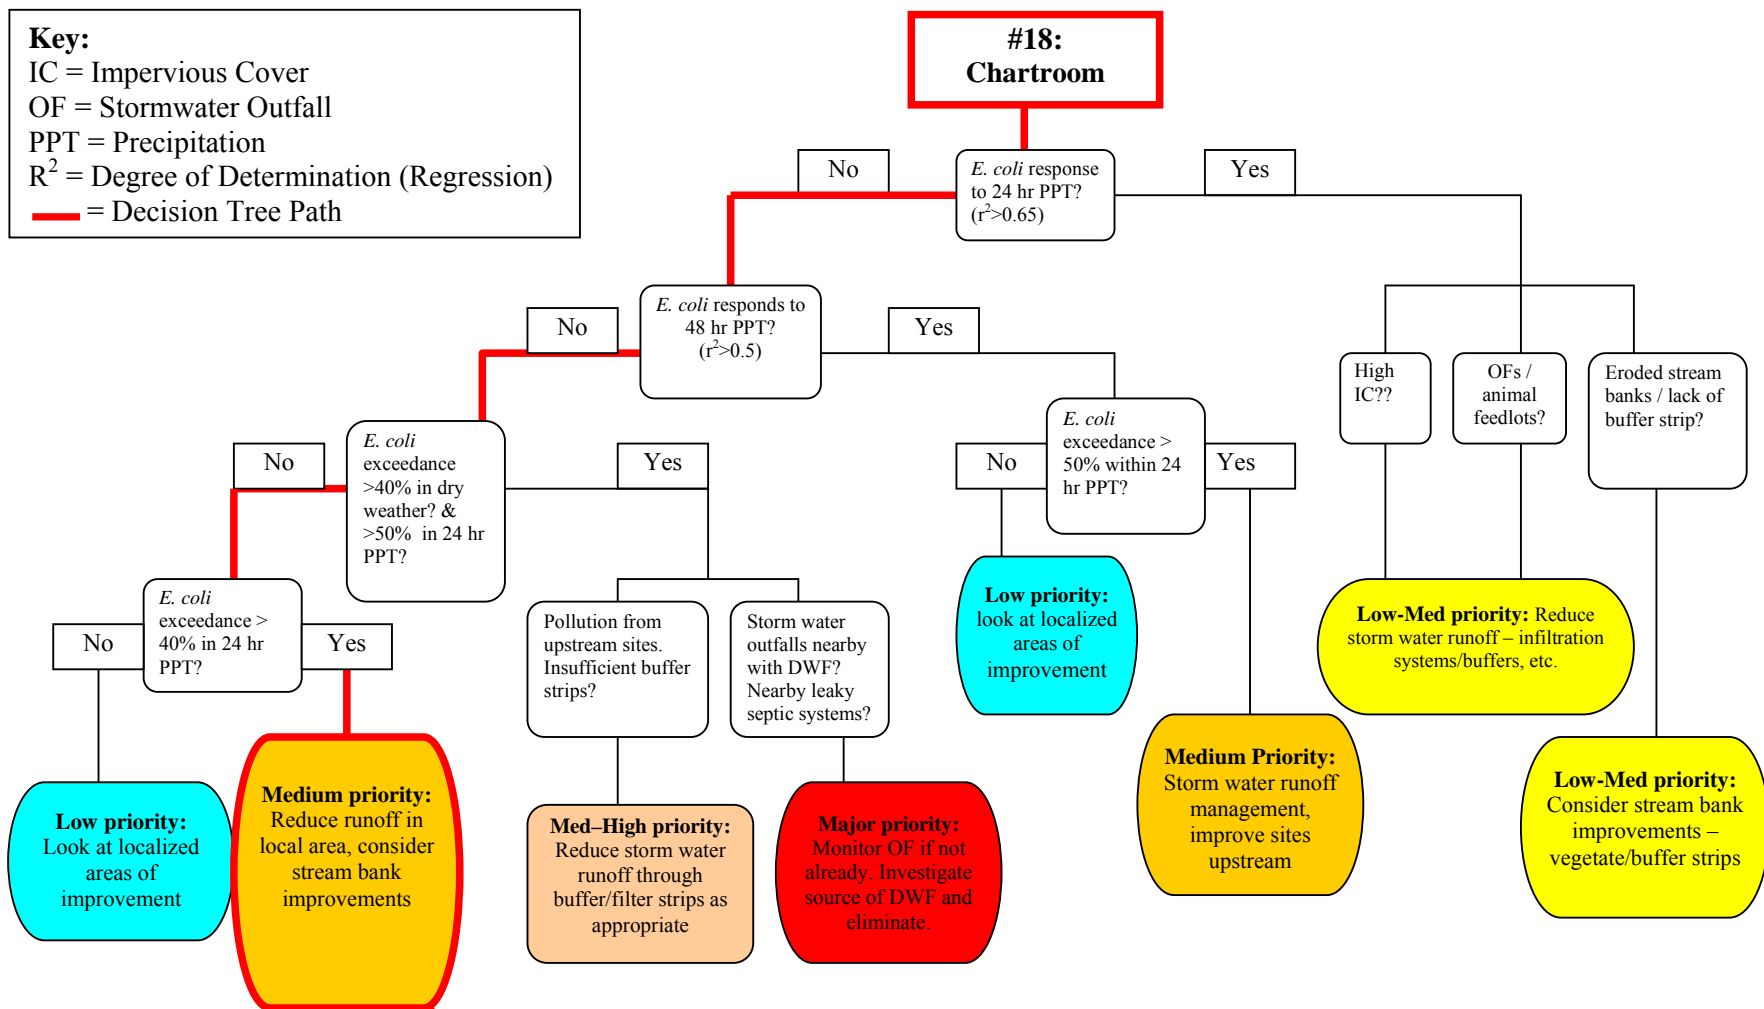 Key:
IC = Impervious Cover
OF = Stormwater Outfall
PPT = Precipitation
R² = Degree of Determination (Regression)
= Decision Tree Path
#18:
Chartroom
No
E. coli response
to 24 hr PPT?
(r²>0.65)
Yes
No
E. coli responds to
48 hr PPT?
(r²>0.5)
Yes
High
IC??
OFs /
animal
feedlots?
Eroded stream
banks / lack of
buffer strip?
No
E. coli
exceedance
>40% in dry
weather? &
>50% in 24 hr
PPT?
Yes
No
E. coli
exceedance >
50% within 24
hr PPT?
Yes
No
E. coli
exceedance >
40% in 24 hr
PPT?
Yes
Pollution from
upstream sites.
Insufficient buffer
strips?
Storm water
outfalls nearby
with DWF?
Nearby leaky
septic systems?
Low priority:
look at localized
areas of
improvement
Low-Med priority: Reduce
storm water runoff – infiltration
systems/buffers, etc.
Low priority:
Look at localized
areas of
improvement
Medium priority:
Reduce runoff in
local area, consider
stream bank
improvements
Med–High priority:
Reduce storm water
runoff through
buffer/filter strips as
appropriate
Major priority:
Monitor OF if not
already. Investigate
source of DWF and
eliminate.
Medium Priority:
Storm water runoff
management,
improve sites
upstream
Low-Med priority:
Consider stream bank
improvements –
vegetate/buffer strips